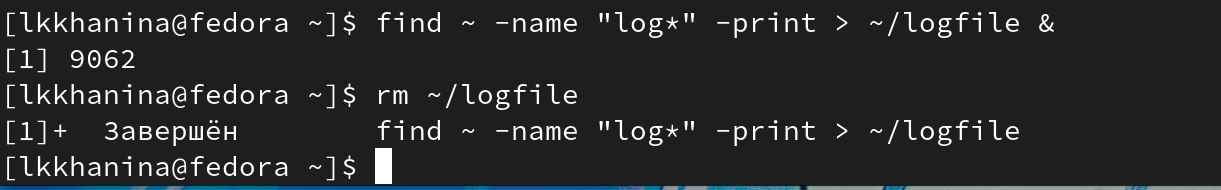 [lkkhanina@fedora ~]$ find ~ -name "log*" -print > ~/logfile &
[1] 9062
[lkkhanina@fedora ~]$ rm ~/logfile
[1]+  Завершён        find ~ -name "log*" -print > ~/logfile
[lkkhanina@fedora ~]$